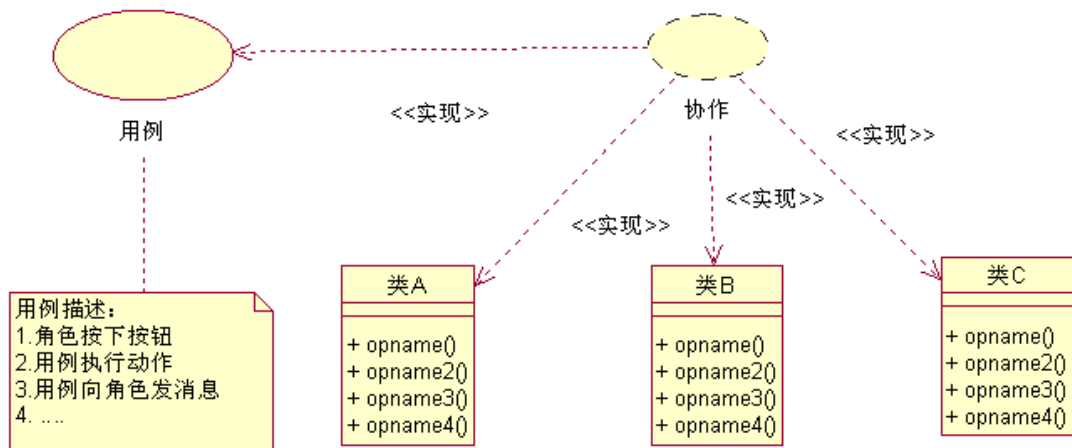 用例
协作
<<实现>>
<<实现>>
<<实现>>
<<实现>>
用例描述：
1.角色按下按钮
2.用例执行动作
3.用例向角色发消息
4. ....
类A
+ opname()
+ opname2()
+ opname3()
+ opname4()
类B
+ opname()
+ opname2()
+ opname3()
+ opname4()
类C
+ opname()
+ opname2()
+ opname3()
+ opname4()